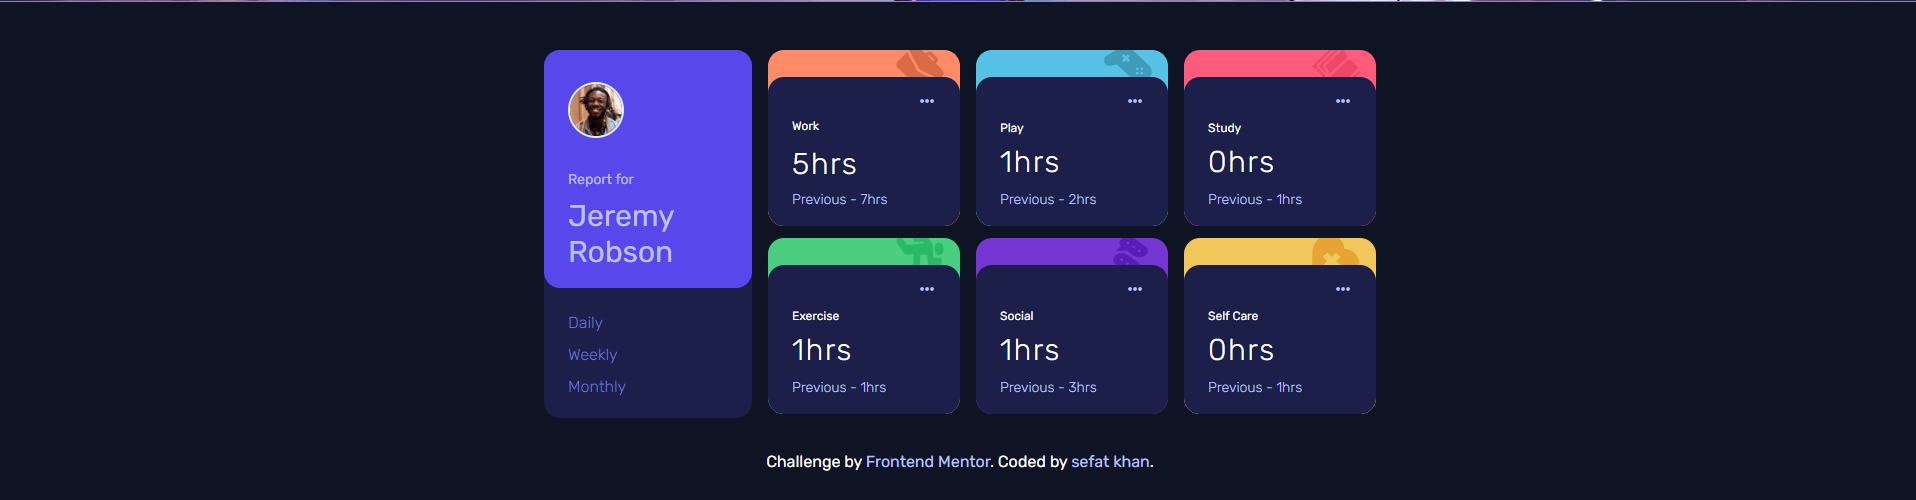 Report for
Jeremy
Robson
Daily
Weekly
Monthly
Work
5hrs
Previous - 7hrs
Play
1hrs
Previous - 2hrs
Study
0hrs
Previous - 1hrs
Exercise
1hrs
Previous - 1hrs
Social
1hrs
Previous - 3hrs
Self Care
0hrs
Previous - 1hrs
Challenge by Frontend Mentor. Coded by sefat khan.